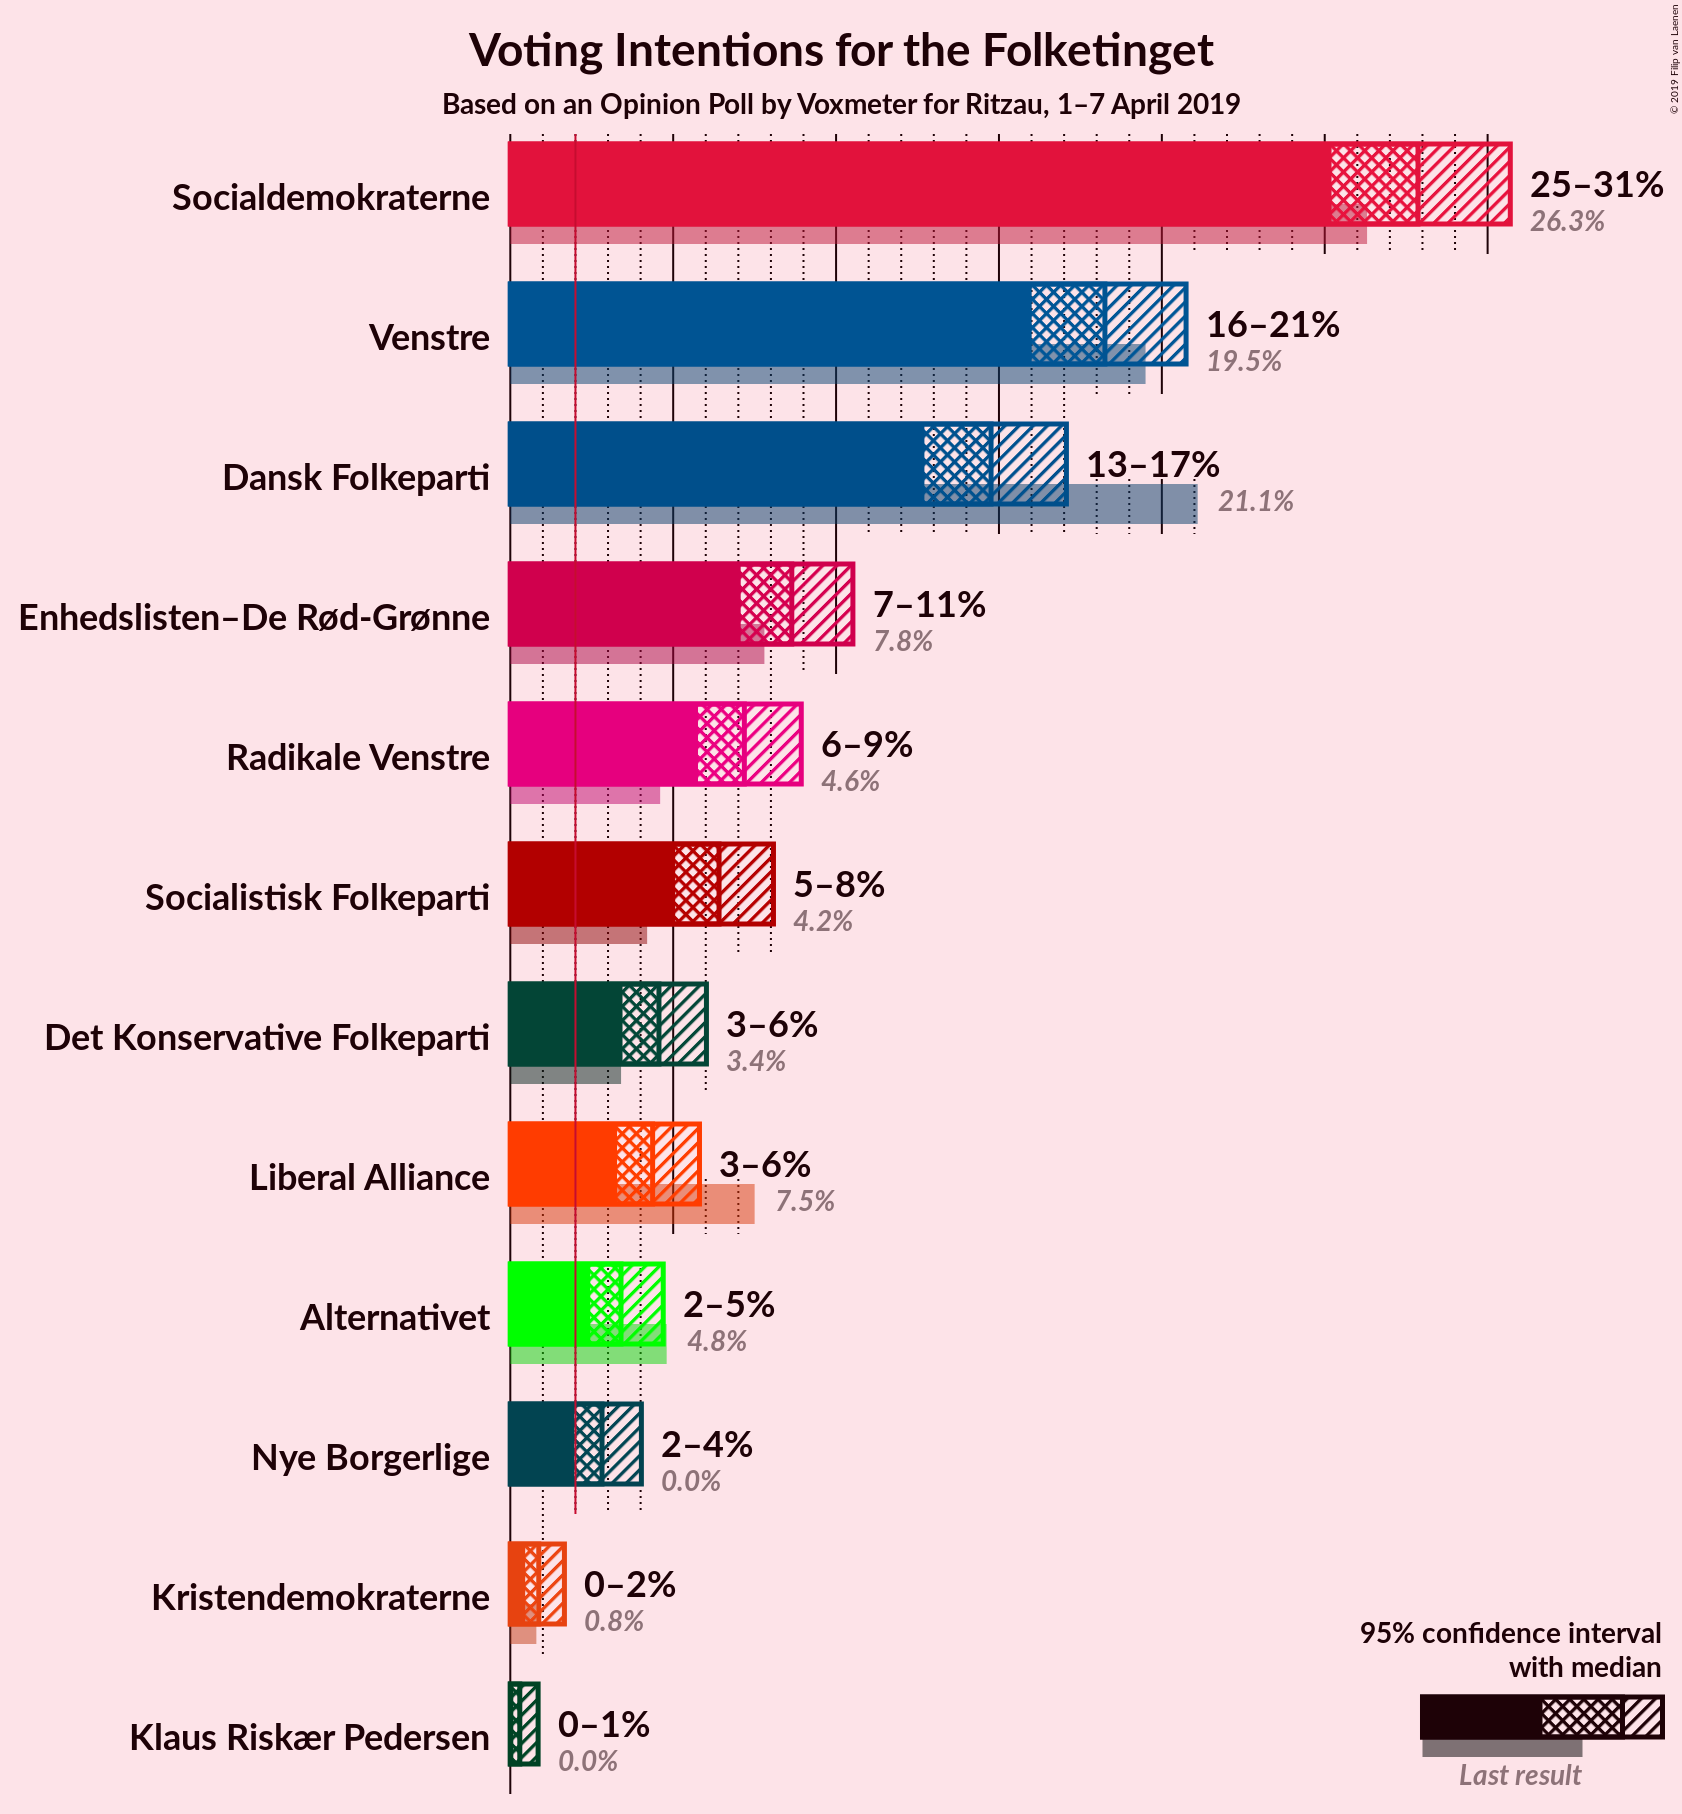 © 2019 Filip van Laenen
Voting Intentions for the Folketinget
Based on an Opinion Poll by Voxmeter for Ritzau, 1–7 April 2019
Socialdemokraterne
25–31%
26.3%
Venstre
16–21%
19.5%
Dansk Folkeparti
13–17%
21.1%
Enhedslisten–De Rød-Grønne
7–11%
7.8%
Radikale Venstre
6–9%
4.6%
Socialistisk Folkeparti
5–8%
4.2%
Det Konservative Folkeparti
3–6%
3.4%
Liberal Alliance
3–6%
7.5%
Alternativet
2–5%
4.8%
Nye Borgerlige
2–4%
0.0%
Kristendemokraterne
0–2%
0.8%
Klaus Riskær Pedersen
0–1%
0.0%
95% confidence interval
with median
Last result